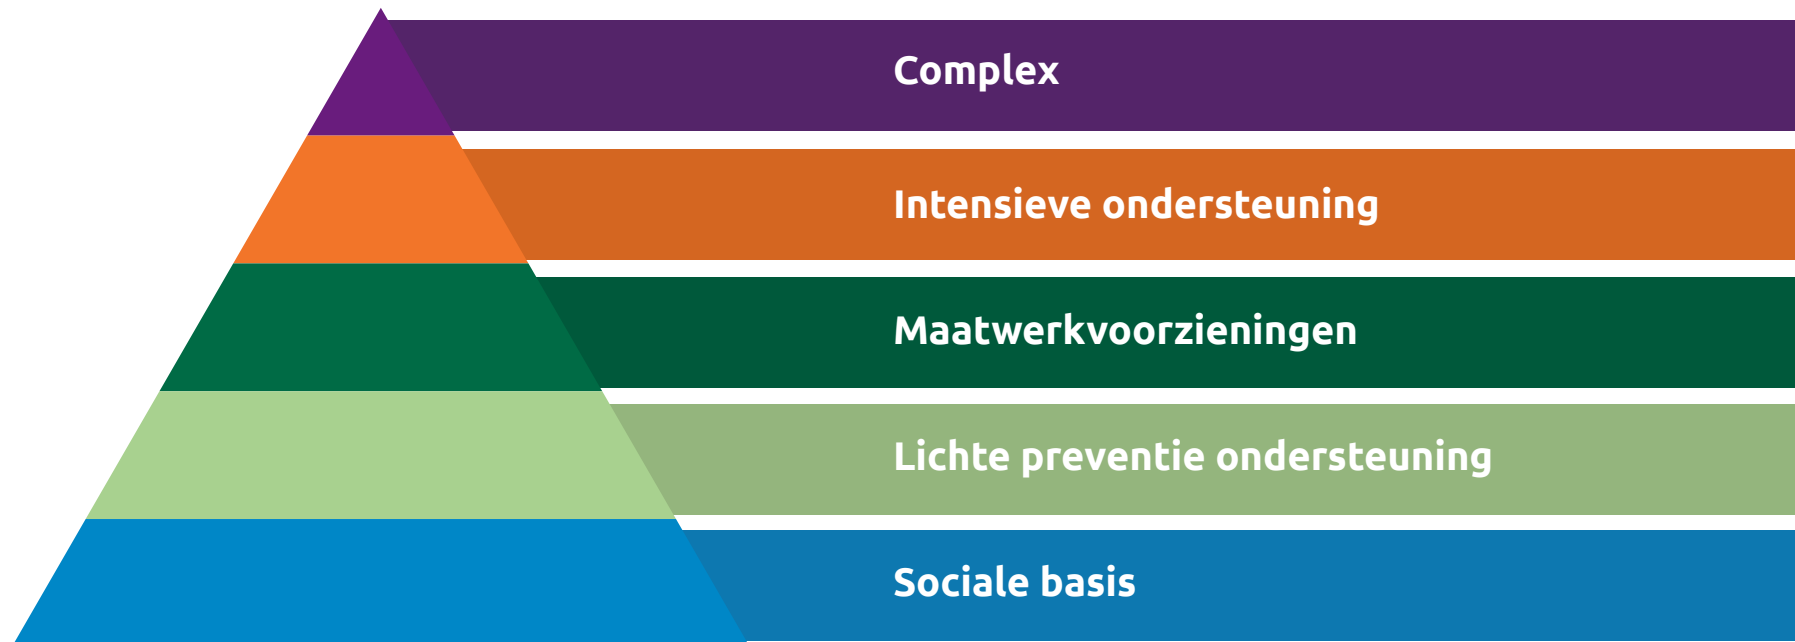 Complex
Intensieve ondersteuning
Maatwerkvoorzieningen
Lichte preventie ondersteuning
Sociale basis